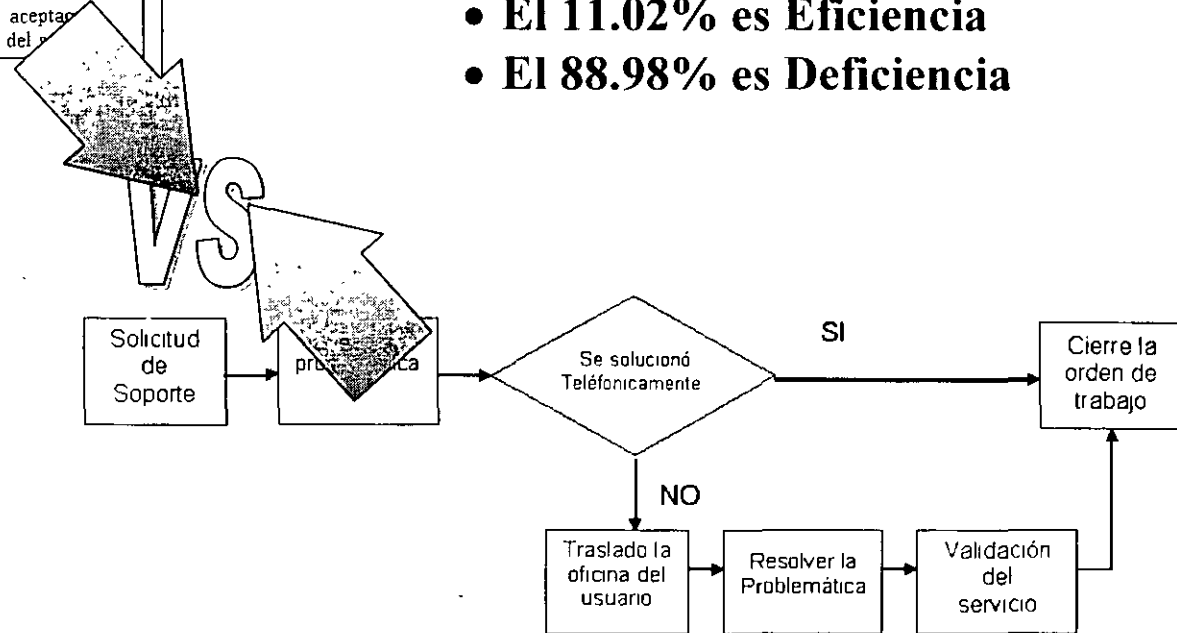 • El 11.02% es Eficiencia
• El 88.98% es Deficiencia
del
VS
Solicitud
de
Soporte
Se solucionó
Teléfonicamente
SI
Cierre la
orden de
trabajo
NO
Traslado la
oficina del
usuario
Resolver la
Problemática
Validación
del
servicio